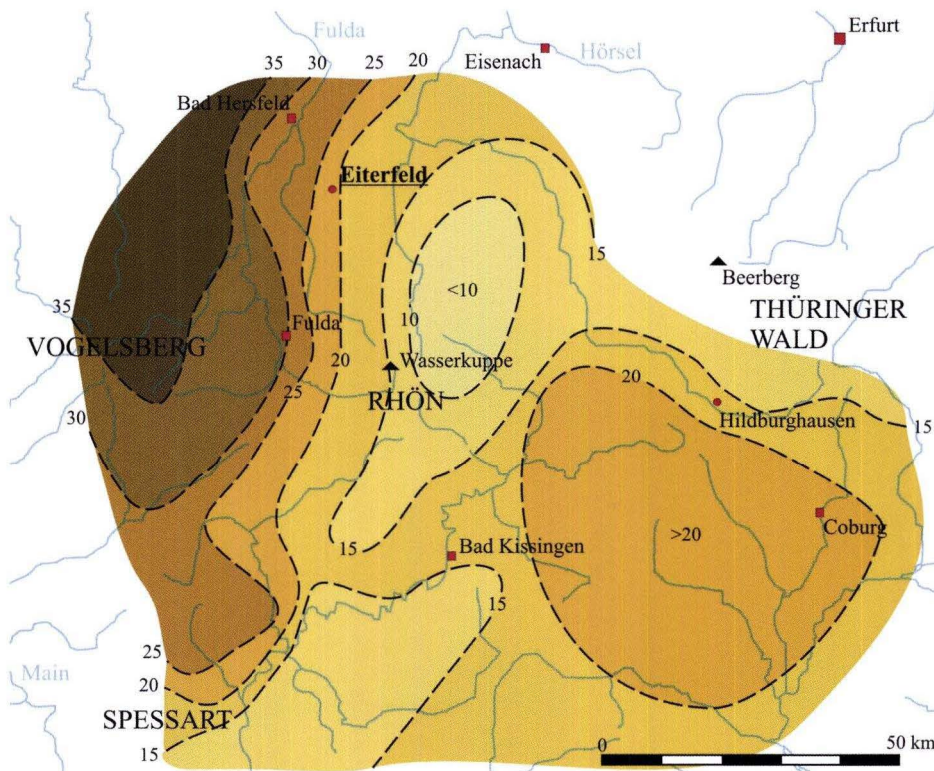 Fulda
Erfurt
Eisenach
Hörsel
35
30
25
20
Bad Hersfeld
Eiterfeld
15
<10
10
Beerberg
THÜRINGER
WALD
35
VOGELSBERG
Fulda
20
Wasserkuppe
RHÖN
25
20
30
Hildburghausen
15
15
Bad Kissingen
>20
Coburg
15
25
Main
20
SPESSART
15
0
50 km